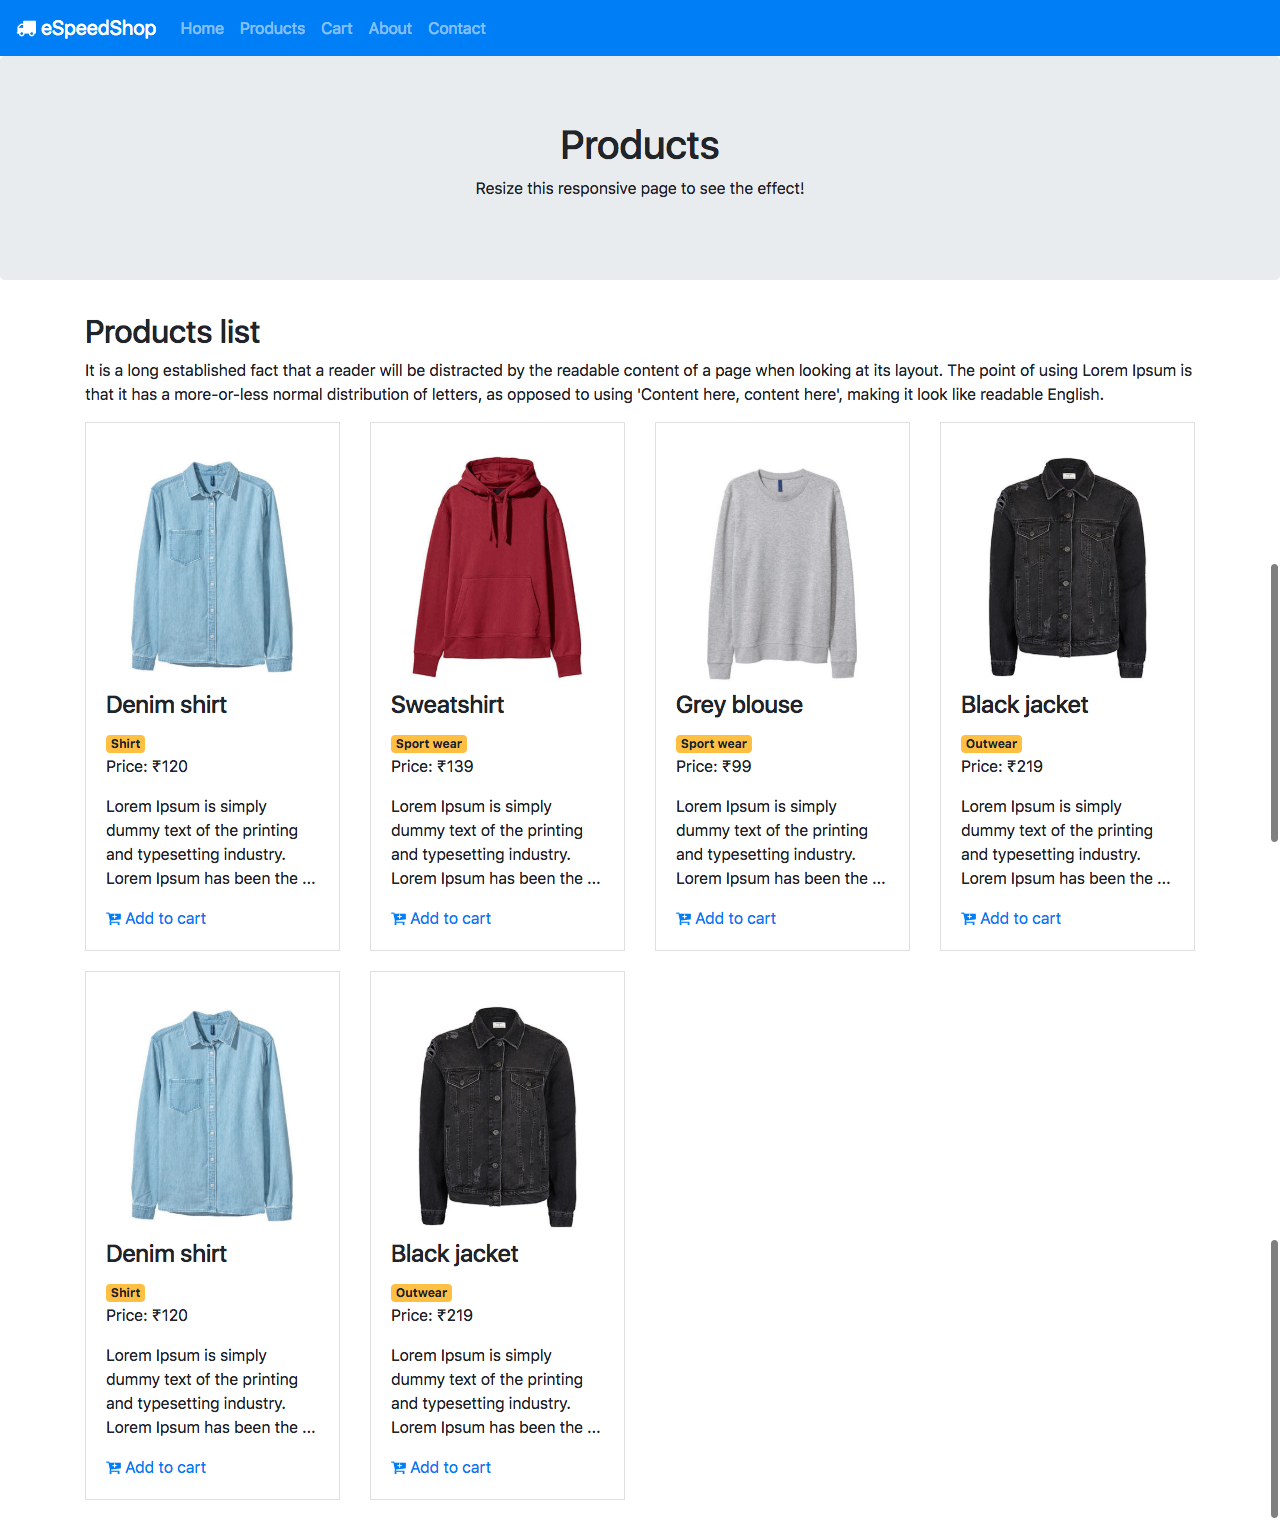 eSpeedShop Home Products Cart About Contact
Products
Resize this responsive page to see the effect!
Products list
It is a long established fact that a reader will be distracted by the readable content of a page when looking at its layout. The point of using Lorem Ipsum is
that it has a more-or-less normal distribution of letters, as opposed to using 'Content here, content here', making it look like readable English.
Denim shirt
Shirt
Price: ₹120
Lorem Ipsum is simply
dummy text of the printing
and typesetting industry.
Lorem Ipsum has been the ...
Add to cart
Sweatshirt
Sport wear
Price: ₹139
Lorem Ipsum is simply
dummy text of the printing
and typesetting industry.
Lorem Ipsum has been the ...
Add to cart
Grey blouse
Sport wear
Price: ₹99
Lorem Ipsum is simply
dummy text of the printing
and typesetting industry.
Lorem Ipsum has been the ...
Add to cart
Black jacket
Outwear
Price: ₹219
Lorem Ipsum is simply
dummy text of the printing
and typesetting industry.
Lorem Ipsum has been the ...
Add to cart
Denim shirt
Shirt
Price: ₹120
Lorem Ipsum is simply
dummy text of the printing
and typesetting industry.
Lorem Ipsum has been the ...
Add to cart
Black jacket
Outwear
Price: ₹219
Lorem Ipsum is simply
dummy text of the printing
and typesetting industry.
Lorem Ipsum has been the ...
Add to cart